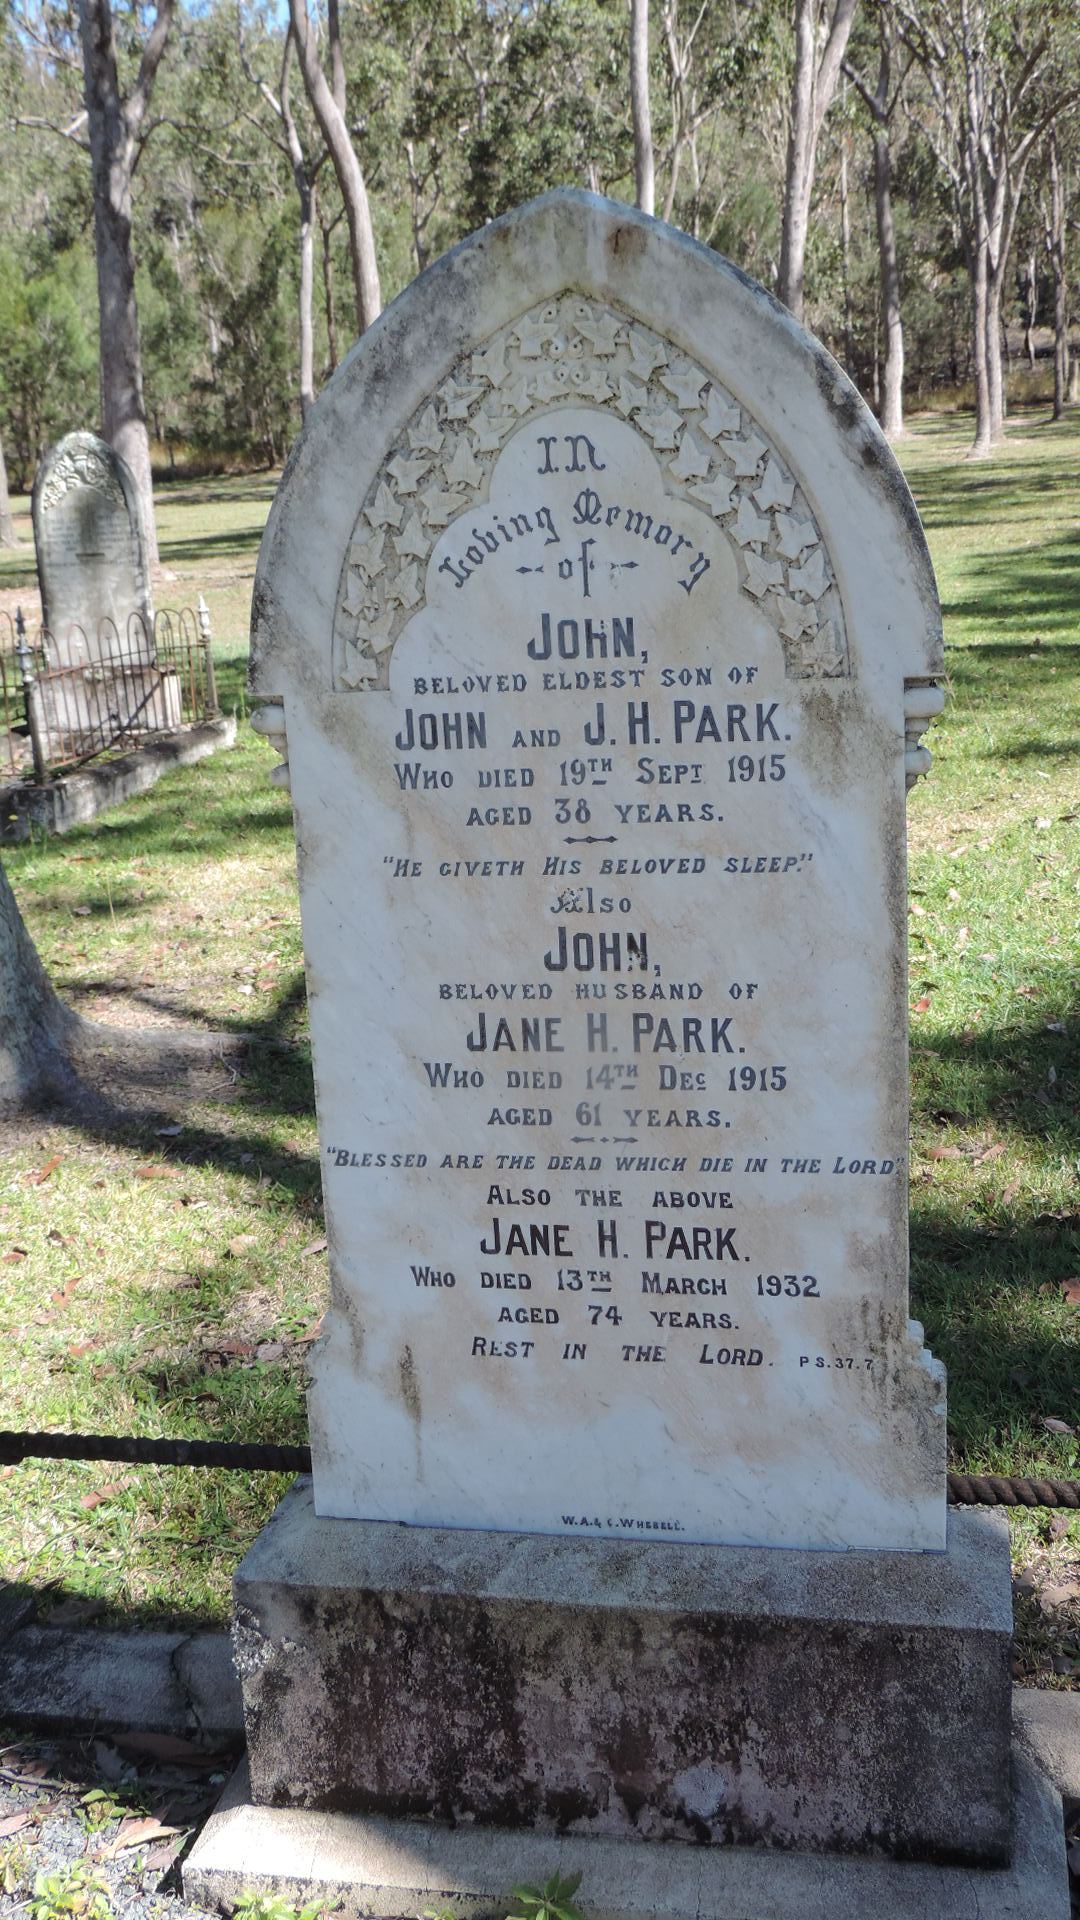 In
Loving Memory
of
JOHN,
BELOVED ELDEST SON OF
JOHN AND J. H. PARK.
WHO DIED 19TH SEPT 1915
AGED 38 YEARS.
"HE GIVETH HIS BELOVED SLEEP."
Also
JOHN,
BELOVED HUSBAND OF
JANE H. PARK.
WHO DIED 14TH DEC 1915
AGED 61 YEARS.
"BLESSED ARE THE DEAD WHICH DIE IN THE LORD"
ALSO THE ABOVE
JANE H. PARK.
WHO DIED 13TH MARCH 1932
AGED 74 YEARS.
REST IN THE LORD. PS.37.7
W.A.& C.WHEBELL.